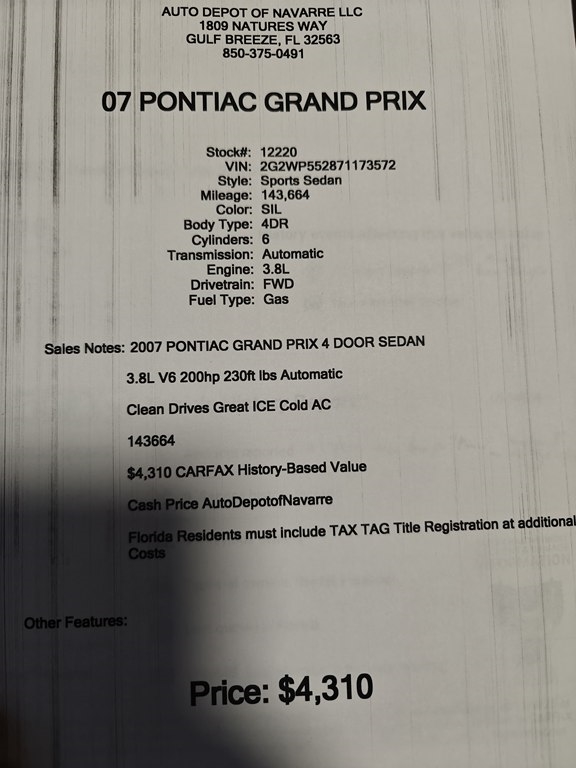 AUTO DEPOT OF NAVARRE LLC
1809 NATURES WAY
GULF BREEZE, FL 32563
850-375-0491
07 PONTIAC GRAND PRIX
Stock#: 12220
VIN: 2G2WP552871173572
Style: Sports Sedan
Mileage: 143,664
Color: SIL
Body Type: 4DR
Cylinders: 6
Transmission: Automatic
Engine: 3.8L
Drivetrain: FWD
Fuel Type: Gas
Sales Notes: 2007 PONTIAC GRAND PRIX 4 DOOR SEDAN
3.8L V6 200hp 230ft lbs Automatic
Clean Drives Great ICE Cold AC
143664
$4,310 CARFAX History-Based Value
Cash Price AutoDepotofNavarre
Florida Residents must include TAX TAG Title Registration at additional
Costs
Other Features:
Price: $4,310